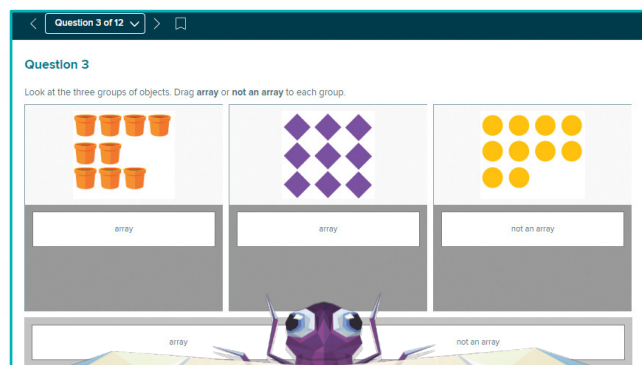 Question 3 of 12
Question 3
Look at the three groups of objects. Drag array or not an array to each group.
array
array
not an array
array
not an array